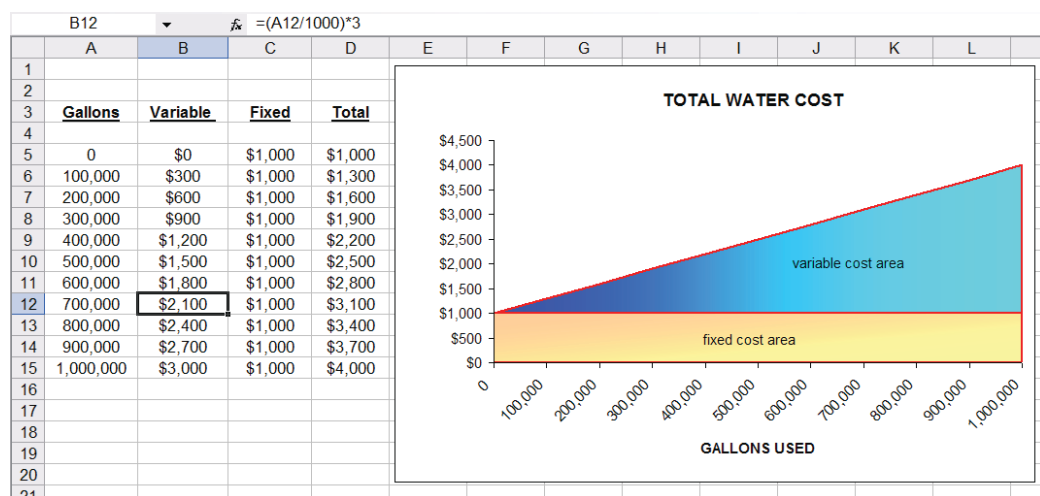 B12 fx =(A12/1000)*3
A B C D E F G H I J K L
1
2
3 Gallons Variable Fixed Total
4
5 0 $0 $1,000 $1,000
6 100,000 $300 $1,000 $1,300
7 200,000 $600 $1,000 $1,600
8 300,000 $900 $1,000 $1,900
9 400,000 $1,200 $1,000 $2,200
10 500,000 $1,500 $1,000 $2,500
11 600,000 $1,800 $1,000 $2,800
12 700,000 $2,100 $1,000 $3,100
13 800,000 $2,400 $1,000 $3,400
14 900,000 $2,700 $1,000 $3,700
15 1,000,000 $3,000 $1,000 $4,000
16
17
18
19
20
21
TOTAL WATER COST
$4,500
$4,000
$3,500
$3,000
$2,500
$2,000
$1,500
$1,000
$500
$0
variable cost area
fixed cost area
0 100,000 200,000 300,000 400,000 500,000 600,000 700,000 800,000 900,000 1,000,000
GALLONS USED